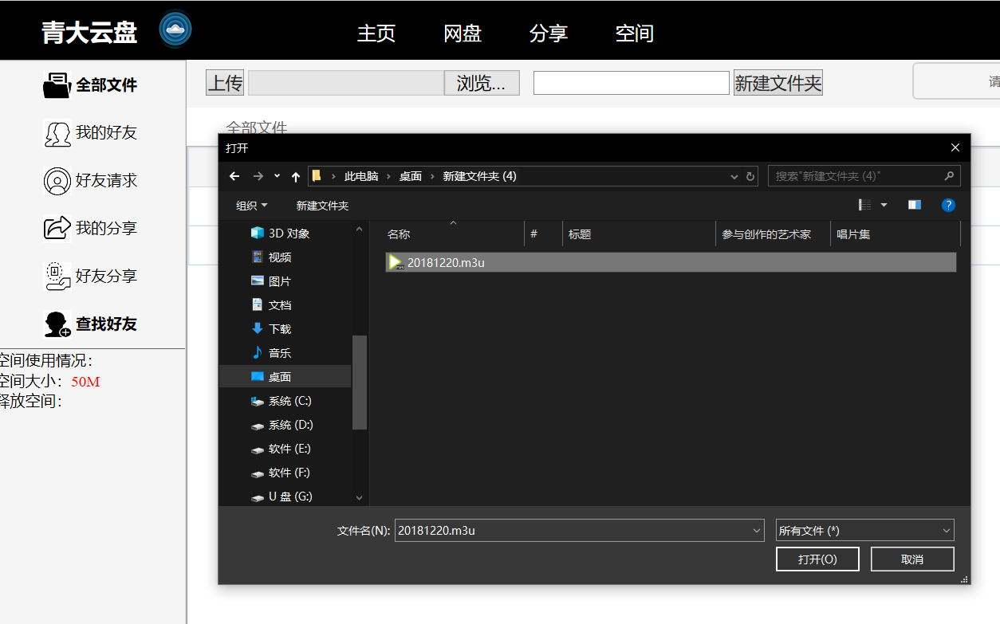 青大云盘 主页 网盘 分享 空间
全部文件
我的好友
好友请求
我的分享
好友分享
查找好友
空间使用情况：
空间大小：50M
释放空间：
上传 浏览... 新建文件夹 请
全部文件
打开
此电脑 › 桌面 › 新建文件夹 (4) 搜索"新建文件夹 (4)"
组织 新建文件夹
3D 对象
视频
图片
文档
下载
音乐
桌面
系统 (C:)
系统 (D:)
软件 (E:)
软件 (F:)
U 盘 (G:)
名称 # 标题 参与创作的艺术家 唱片集
20181220.m3u
文件名(N): 20181220.m3u 所有文件 (*)
打开(O) 取消